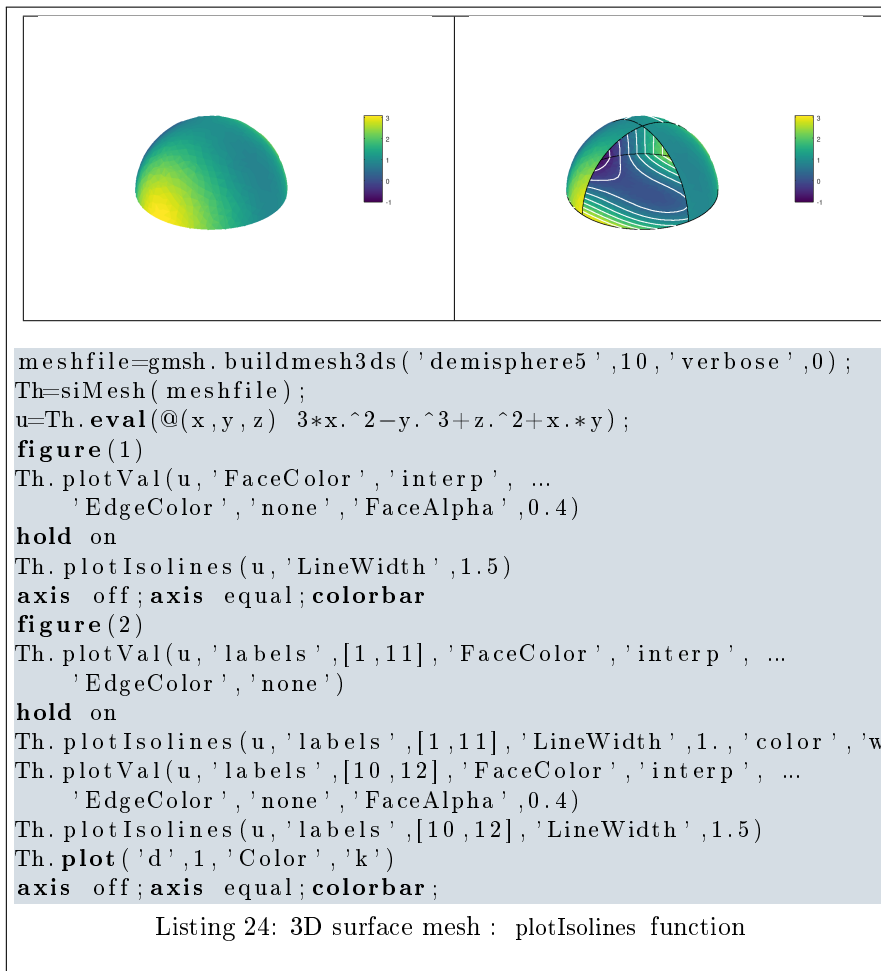 3
2
1
0
-1
3
2
1
0
-1
meshfile=gmsh.buildmesh3ds('demisphere5',10,'verbose',0);
Th=siMesh(meshfile);
u=Th.eval(@(x,y,z) 3*x.^2-y.^3+z.^2+x.*y);
figure(1)
Th.plotVal(u,'FaceColor','interp', ...
'EdgeColor','none','FaceAlpha',0.4)
hold on
Th.plotIsolines(u,'LineWidth',1.5)
axis off;axis equal;colorbar
figure(2)
Th.plotVal(u,'labels',[1,11],'FaceColor','interp', ...
'EdgeColor','none')
hold on
Th.plotIsolines(u,'labels',[1,11],'LineWidth',1.,'color','w
Th.plotVal(u,'labels',[10,12],'FaceColor','interp', ...
'EdgeColor','none','FaceAlpha',0.4)
Th.plotIsolines(u,'labels',[10,12],'LineWidth',1.5)
Th.plot('d',1,'Color','k')
axis off;axis equal;colorbar;
Listing 24: 3D surface mesh : plotIsolines function